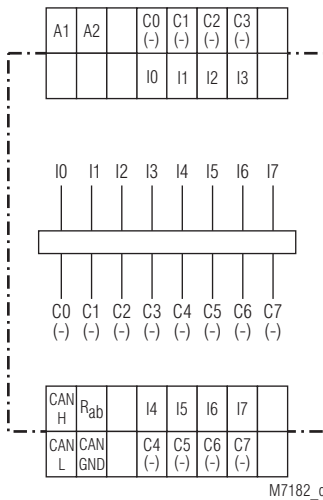 A1 A2 C0 (-) C1 (-) C2 (-) C3 (-)
I0 I1 I2 I3
I0 I1 I2 I3 I4 I5 I6 I7
C0 C1 C2 C3 C4 C5 C6 C7
(-) (-) (-) (-) (-) (-) (-) (-)
CAN H Rab I4 I5 I6 I7
CAN L CAN GND C4 (-) C5 (-) C6 (-) C7 (-)